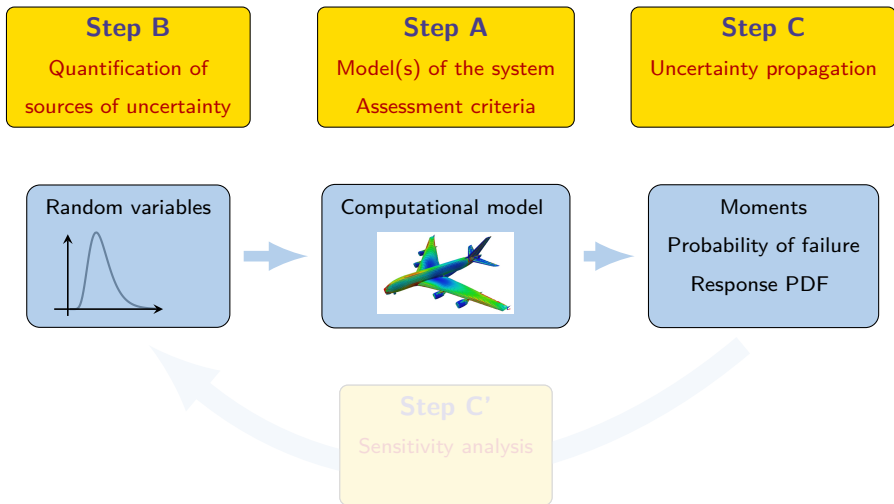 Step B
Quantification of
sources of uncertainty
Step A
Model(s) of the system
Assessment criteria
Step C
Uncertainty propagation
Random variables
Computational model
Moments
Probability of failure
Response PDF
Step C'
Sensitivity analysis